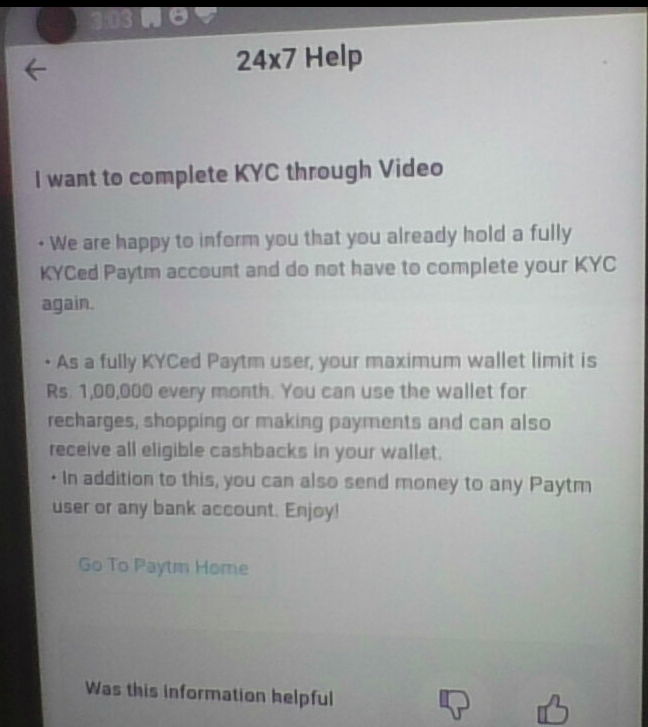 3:03
24x7 Help
I want to complete KYC through Video
• We are happy to inform you that you already hold a fully
KYCed Paytm account and do not have to complete your KYC
again.
• As a fully KYCed Paytm user, your maximum wallet limit is
Rs. 1,00,000 every month. You can use the wallet for
recharges, shopping or making payments and can also
receive all eligible cashbacks in your wallet.
• In addition to this, you can also send money to any Paytm
user or any bank account. Enjoy!
Go To Paytm Home
Was this information helpful